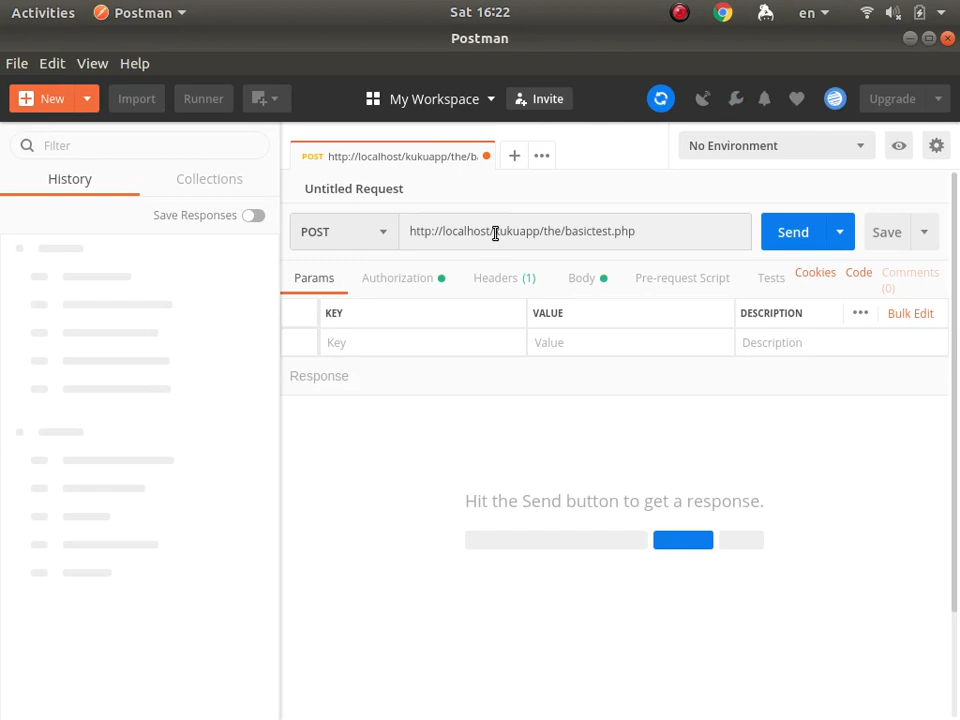 Activities Postman Sat 16:22 en
Postman
File Edit View Help
New Import Runner My Workspace Invite Upgrade
Filter
History Collections
Save Responses
POST http://localhost/kukuapp/the/b
No Environment
Untitled Request
POST http://localhost/kukuapp/the/basictest.php Send Save
Params Authorization Headers (1) Body Pre-request Script Tests Cookies Code Comments (0)
KEY VALUE DESCRIPTION Bulk Edit
Key Value Description
Response
Hit the Send button to get a response.